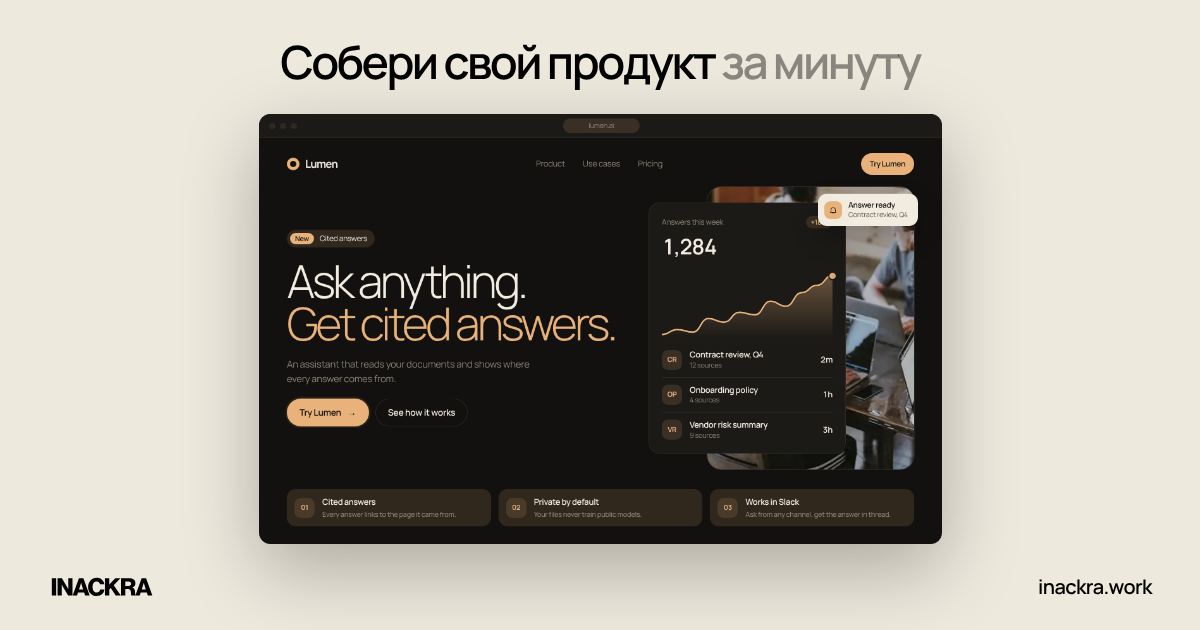 Собери свой продукт за минуту
lumen.ai
Lumen
Product
Use cases
Pricing
Try Lumen
New
Cited answers
Ask anything.
Get cited answers.
An assistant that reads your documents and shows where
every answer comes from.
Try Lumen →
See how it works
Answers this week
1,284
Answer ready
Contract review, Q4
CR
Contract review, Q4
12 sources
2m
OP
Onboarding policy
4 sources
1h
VR
Vendor risk summary
9 sources
3h
01
Cited answers
Every answer links to the page it came from.
02
Private by default
Your files never train public models.
03
Works in Slack
Ask from any channel, get the answer in thread.
INACKRA
inackra.work